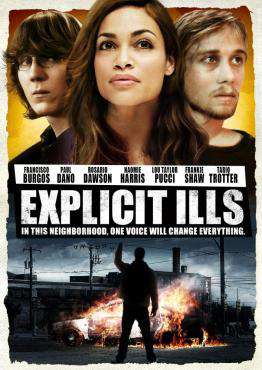 FRANCISCO BURGOS PAUL DANO ROSARIO DAWSON NAOMIE HARRIS LOU TAYLOR PUCCI FRANKIE SHAW TARIQ TROTTER
EXPLICIT ILLS
IN THIS NEIGHBORHOOD, ONE VOICE WILL CHANGE EVERYTHING.